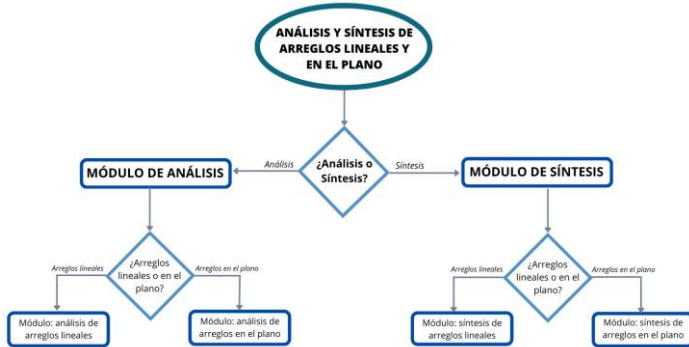 ANÁLISIS Y SÍNTESIS DE
ARREGLOS LINEALES Y
EN EL PLANO
¿Análisis o
Síntesis?
Análisis
Síntesis
MÓDULO DE ANÁLISIS
MÓDULO DE SÍNTESIS
¿Arreglos
lineales o en el
plano?
Arreglos lineales
Arreglos en el plano
¿Arreglos
lineales o en el
plano?
Arreglos lineales
Arreglos en el plano
Módulo: análisis de
arreglos lineales
Módulo: análisis de
arreglos en el plano
Módulo: síntesis de
arreglos lineales
Módulo: síntesis de
arreglos en el plano